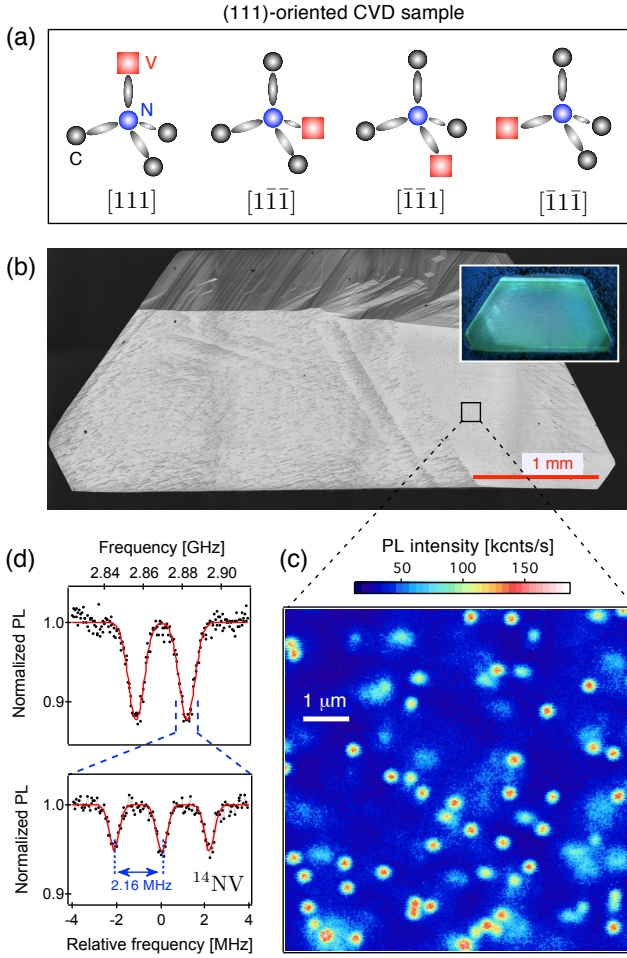 (111)-oriented CVD sample
(a)
V
N
C
[111]
[11̄1̄]
[1̄1̄1]
[1̄11̄]
(b)
1 mm
(d)
Frequency [GHz]
2.84 2.86 2.88 2.90
Normalized PL
1.0
0.9
Normalized PL
1.0
0.9
2.16 MHz
¹⁴NV
-4 -2 0 2 4
Relative frequency [MHz]
(c)
PL intensity [kcnts/s]
50 100 150
1 μm